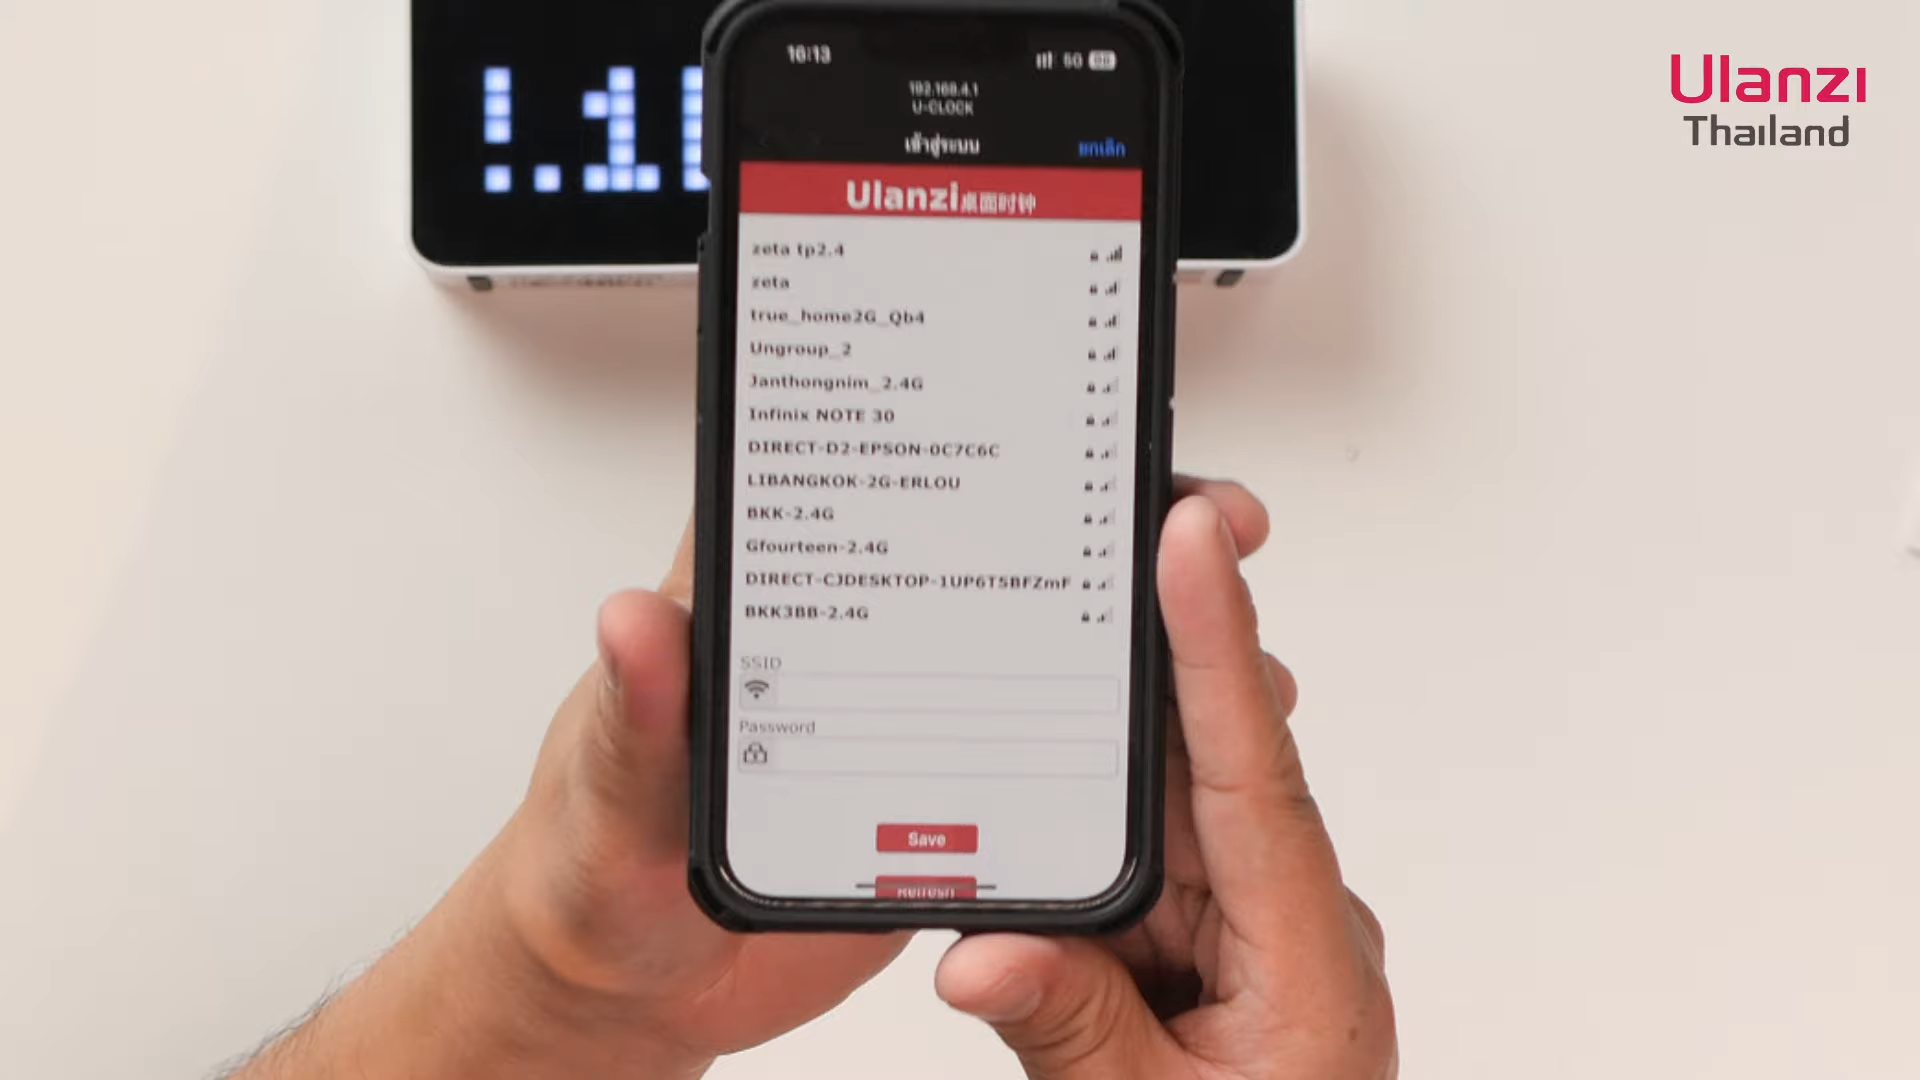 Ulanzi
Thailand
16:13
5G
192.168.4.1
U-CLOCK
เข้าสู่ระบบ
ยกเลิก
Ulanzi桌面时钟
zeta tp2.4
zeta
true_home2G_Qb4
Ungroup_2
Janthongnim_2.4G
Infinix NOTE 30
DIRECT-D2-EPSON-0C7C6C
LIBANGKOK-2G-ERLOU
BKK-2.4G
Gfourteen-2.4G
DIRECT-CJDESKTOP-1UP6T5BFZmF
BKK3BB-2.4G
SSID
Password
Save
Refresh